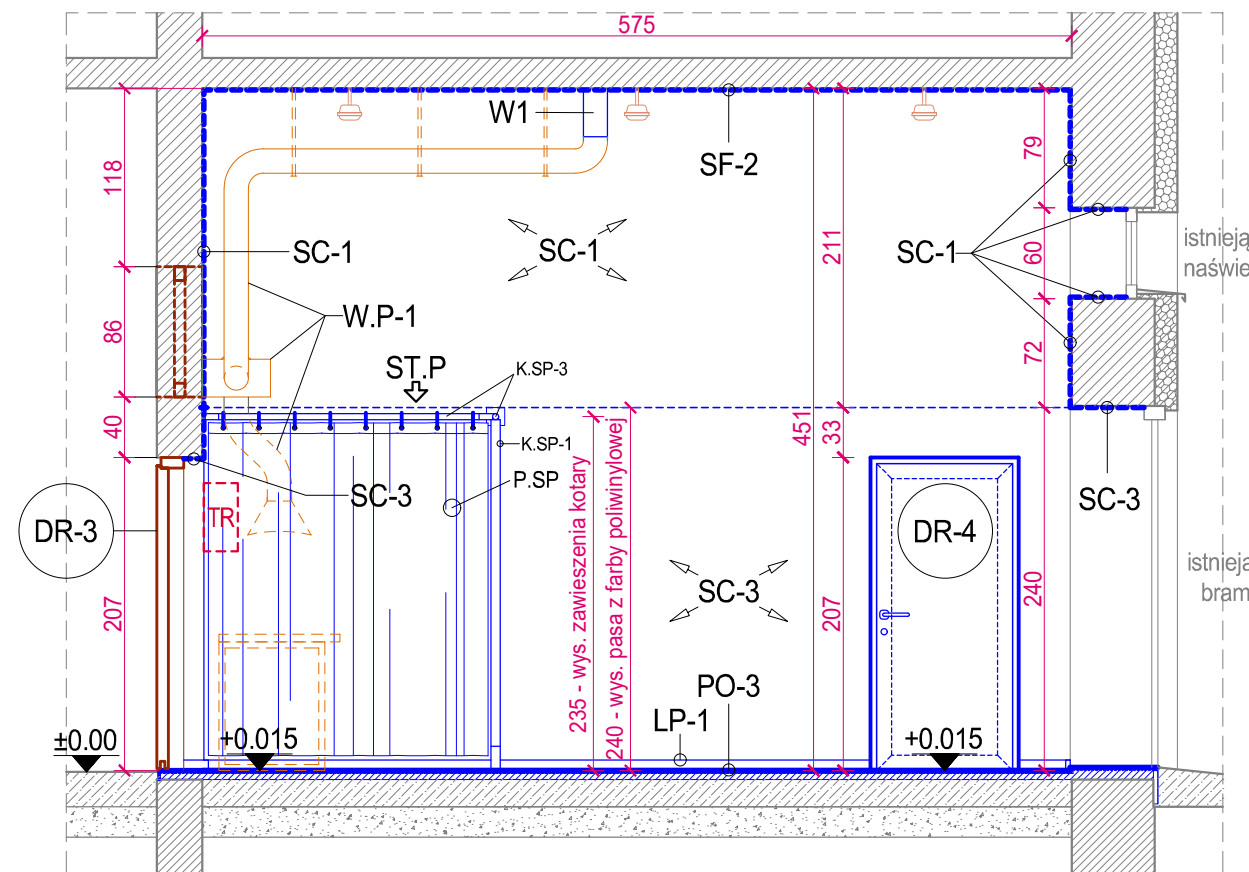 575
W1
SF-2
118
79
SC-1
SC-1
SC-1
211
60
istnieją
naświe
W.P-1
86
72
ST.P
K.SP-3
40
451
33
K.SP-1
P.SP
SC-3
SC-3
TR
DR-3
DR-4
235 - wys. zawieszenia kotary
240 - wys. pasa z farby poliwinylowej
istnieją
bram
SC-3
207
207
240
PO-3
LP-1
±0.00
+0.015
+0.015